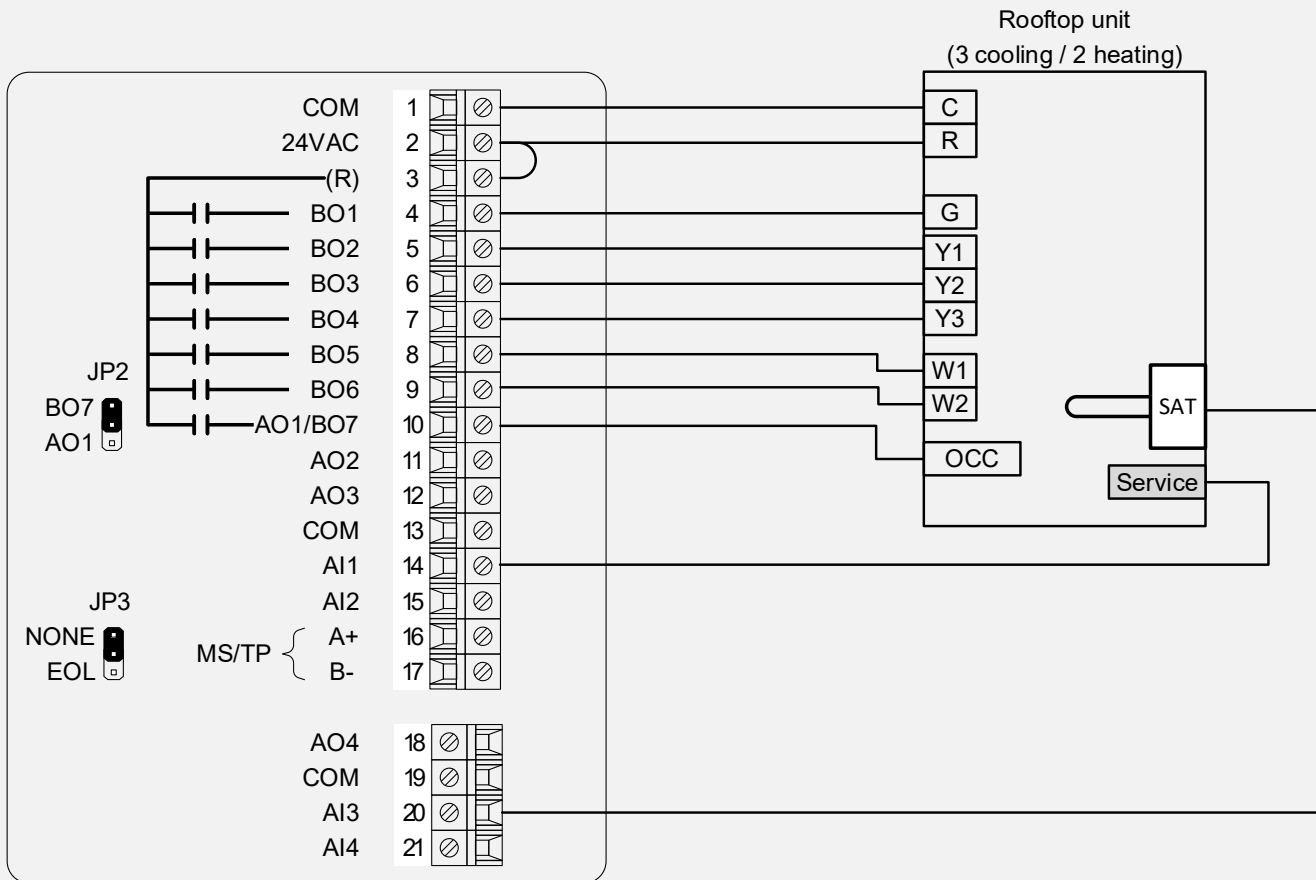 Rooftop unit
(3 cooling / 2 heating)
COM 1 C
24VAC 2 R
(R) 3
BO1 4 G
BO2 5 Y1
BO3 6 Y2
BO4 7 Y3
BO5 8 W1
JP2
BO6 9 W2 SAT
BO7
AO1/BO7 10
AO1
AO2 11 OCC
AO3 12 Service
COM 13
AI1 14
JP3 AI2 15
NONE MS/TP A+ 16
EOL B- 17
AO4 18
COM 19
AI3 20
AI4 21